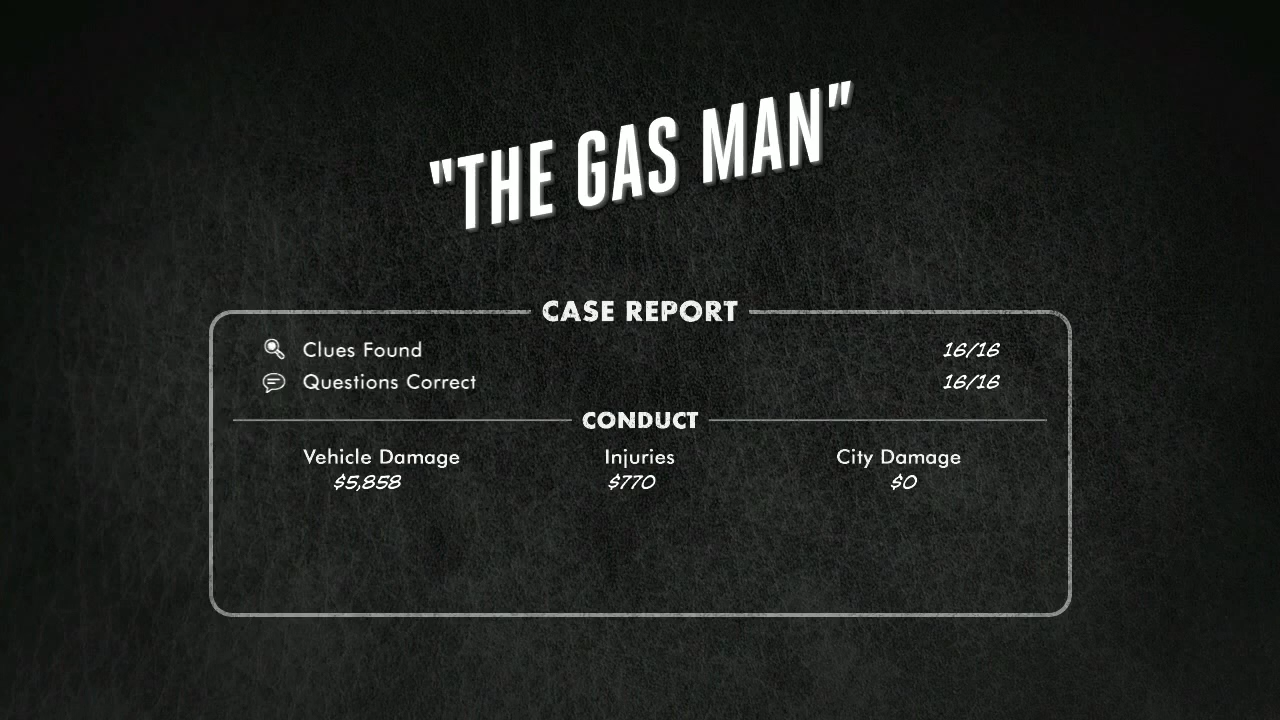 "THE GAS MAN"
CASE REPORT
Clues Found 16/16
Questions Correct 16/16
CONDUCT
Vehicle Damage Injuries City Damage
$5,858 $770 $0